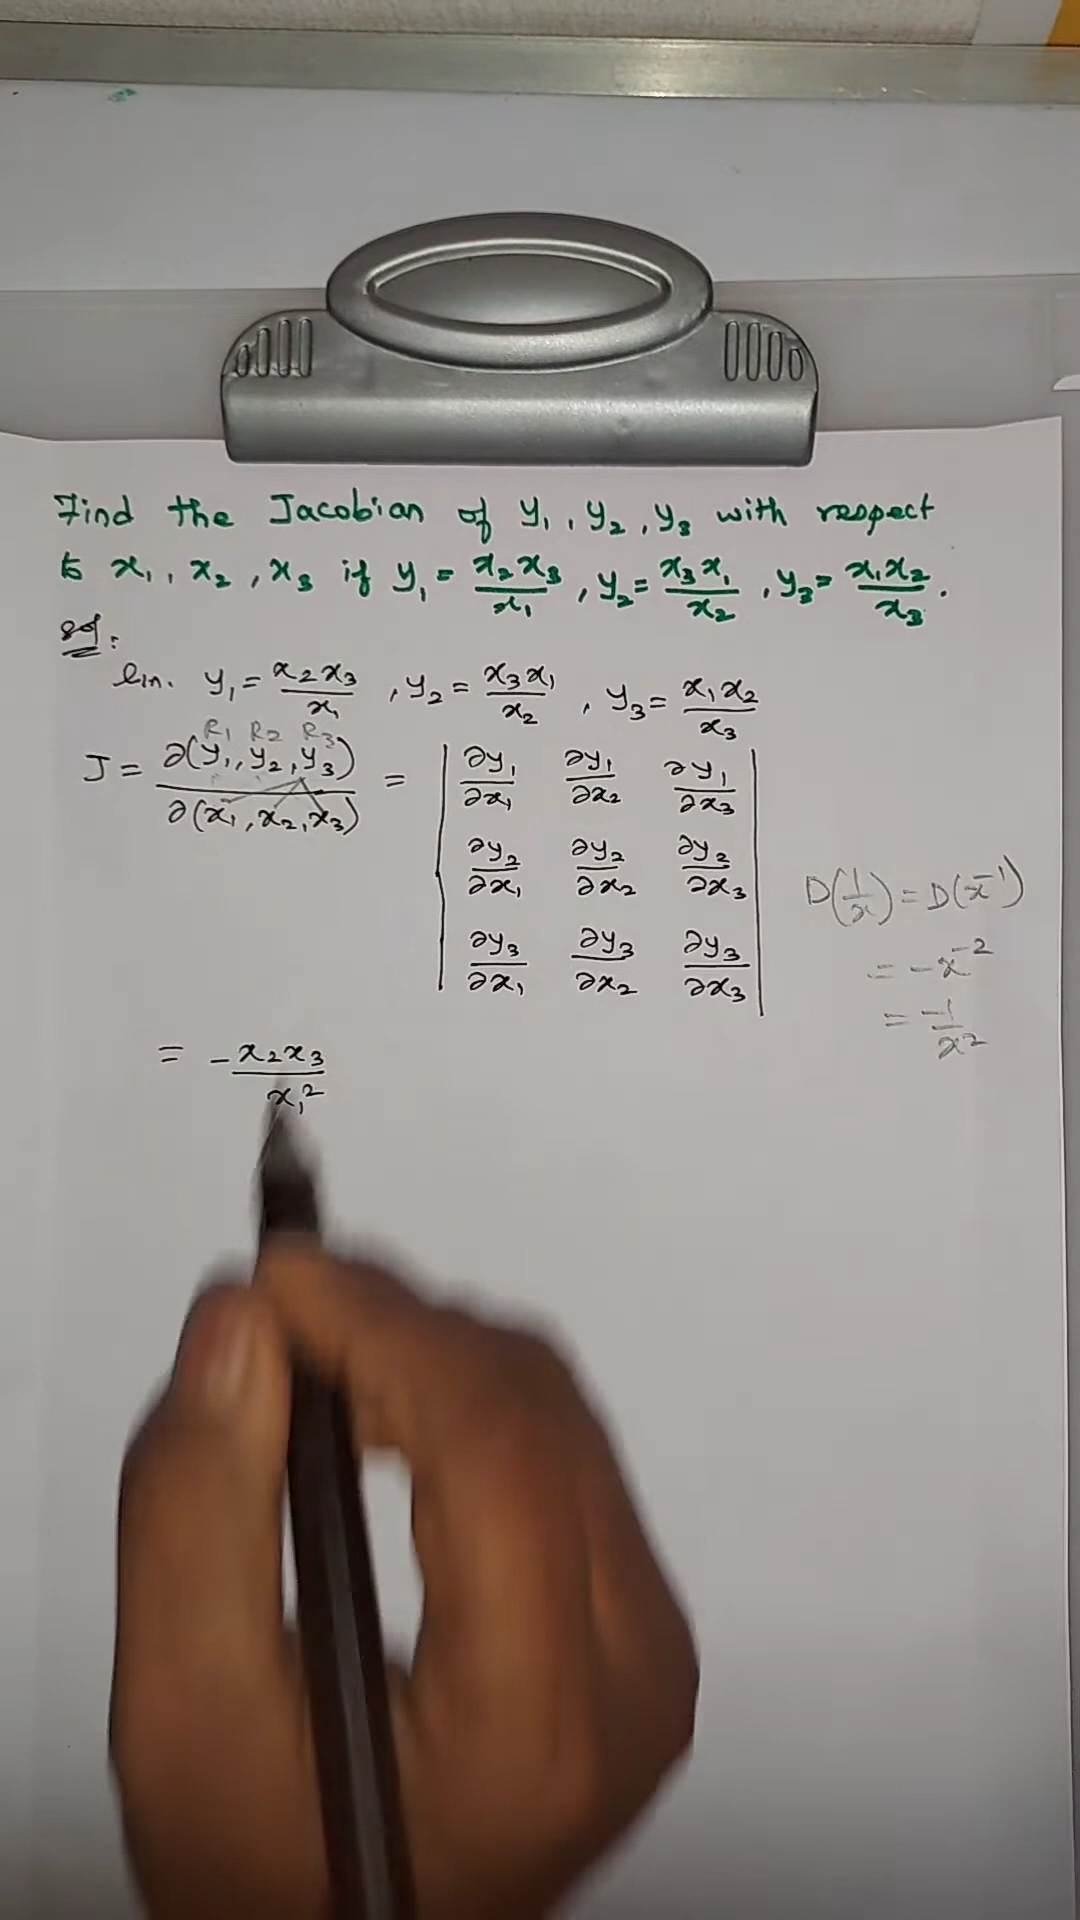 Find the Jacobian of y₁, y₂, y₃ with respect
to x₁, x₂, x₃ if y₁ = x₂x₃/x₁, y₂ = x₃x₁/x₂, y₃ = x₁x₂/x₃.
Sol:
y₁ = x₂x₃/x₁, y₂ = x₃x₁/x₂, y₃ = x₁x₂/x₃
R₁ R₂ R₃
J = ∂(y₁, y₂, y₃)/∂(x₁, x₂, x₃) = | ∂y₁/∂x₁ ∂y₁/∂x₂ ∂y₁/∂x₃
∂y₂/∂x₁ ∂y₂/∂x₂ ∂y₂/∂x₃
∂y₃/∂x₁ ∂y₃/∂x₂ ∂y₃/∂x₃ |
D(1/x) = D(x⁻¹)
= -x⁻²
= -1/x²
= -x₂x₃/x₁²